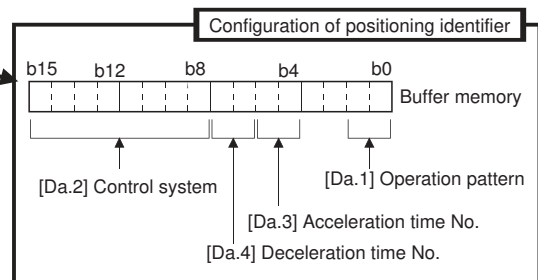 Configuration of positioning identifier
b15 b12 b8 b4 b0
Buffer memory
[Da.2] Control system
[Da.1] Operation pattern
[Da.3] Acceleration time No.
[Da.4] Deceleration time No.